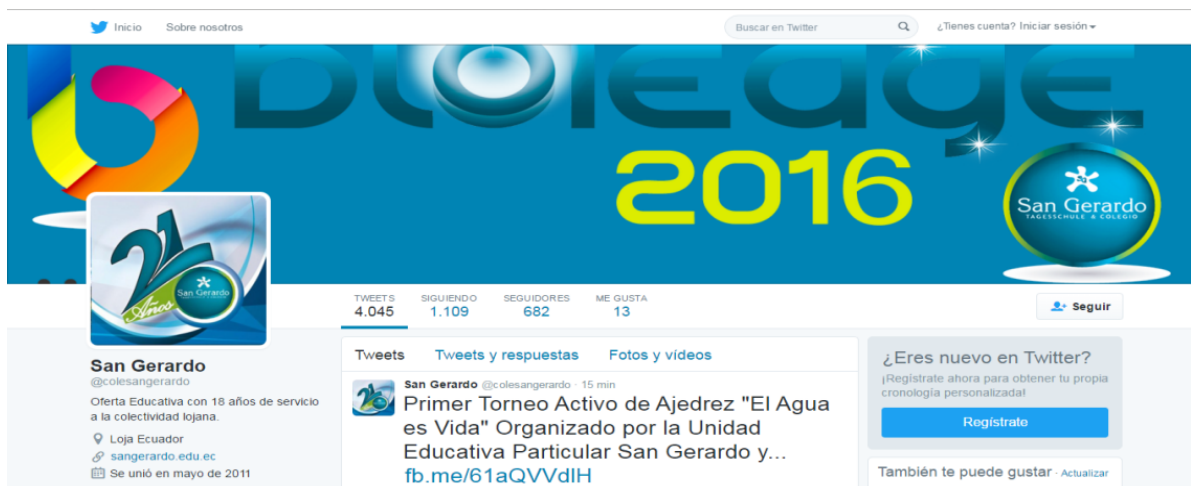 Inicio Sobre nosotros Buscar en Twitter ¿Tienes cuenta? Iniciar sesión
2016
San Gerardo
TAGESSCHULE & COLEGIO
Años San Gerardo
TWEETS SIGUIENDO SEGUIDORES ME GUSTA
4.045 1.109 682 13
Seguir
San Gerardo
@colesangerardo
Oferta Educativa con 18 años de servicio
a la colectividad lojana.
Loja Ecuador
sangerardo.edu.ec
Se unió en mayo de 2011
Tweets Tweets y respuestas Fotos y vídeos
San Gerardo @colesangerardo · 15 min
Primer Torneo Activo de Ajedrez "El Agua
es Vida" Organizado por la Unidad
Educativa Particular San Gerardo y...
fb.me/61aQVVdlH
¿Eres nuevo en Twitter?
¡Regístrate ahora para obtener tu propia
cronología personalizada!
Regístrate
También te puede gustar · Actualizar